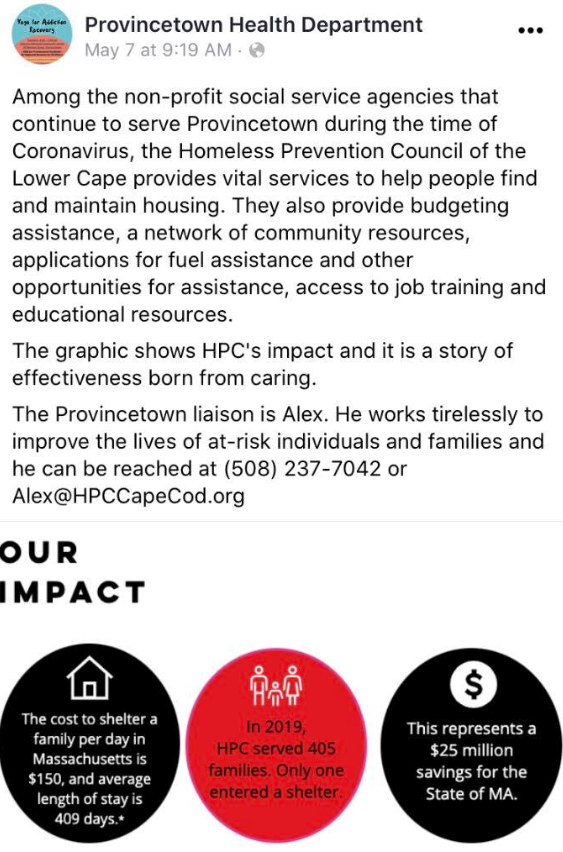 Yoga for Addiction
Recovery
Provincetown Health Department
May 7 at 9:19 AM ·
Among the non-profit social service agencies that
continue to serve Provincetown during the time of
Coronavirus, the Homeless Prevention Council of the
Lower Cape provides vital services to help people find
and maintain housing. They also provide budgeting
assistance, a network of community resources,
applications for fuel assistance and other
opportunities for assistance, access to job training and
educational resources.
The graphic shows HPC's impact and it is a story of
effectiveness born from caring.
The Provincetown liaison is Alex. He works tirelessly to
improve the lives of at-risk individuals and families and
he can be reached at (508) 237-7042 or
Alex@HPCCapeCod.org
OUR
IMPACT
The cost to shelter a
family per day in
Massachusetts is
$150, and average
length of stay is
409 days.*
In 2019,
HPC served 405
families. Only one
entered a shelter.
$
This represents a
$25 million
savings for the
State of MA.